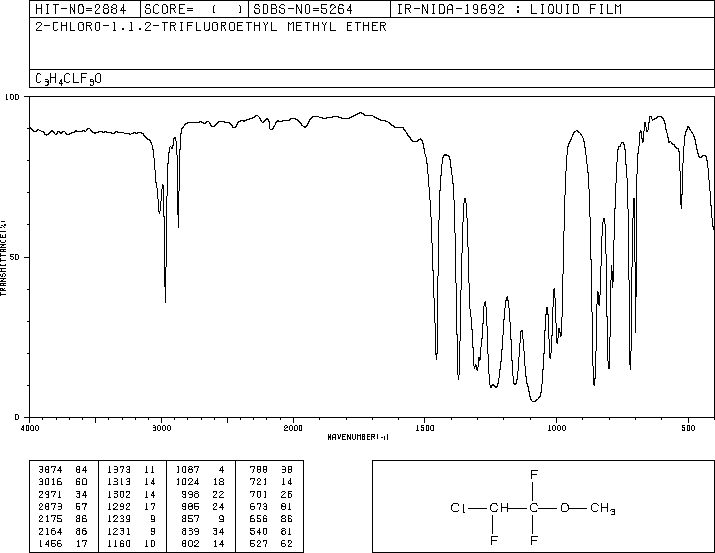 HIT-NO=2884 SCORE= ( ) SDBS-NO=5264 IR-NIDA-19692 : LIQUID FILM
2-CHLORO-1.1.2-TRIFLUOROETHYL METHYL ETHER
C3H4CLF3O
100
50
0
TRANSMITTANCE(%)
4000 3000 2000 1500 1000 500
WAVENUMBER(-1)
3874 84 1373 11 1087 4 788 38
3016 60 1313 14 1024 18 721 14
2971 34 1302 14 998 22 701 26
2873 57 1292 17 985 24 673 81
2175 86 1239 9 857 9 656 86
2164 86 1231 9 839 34 540 81
1456 17 1160 10 802 14 527 62
F
Cl CH C O CH3
F F